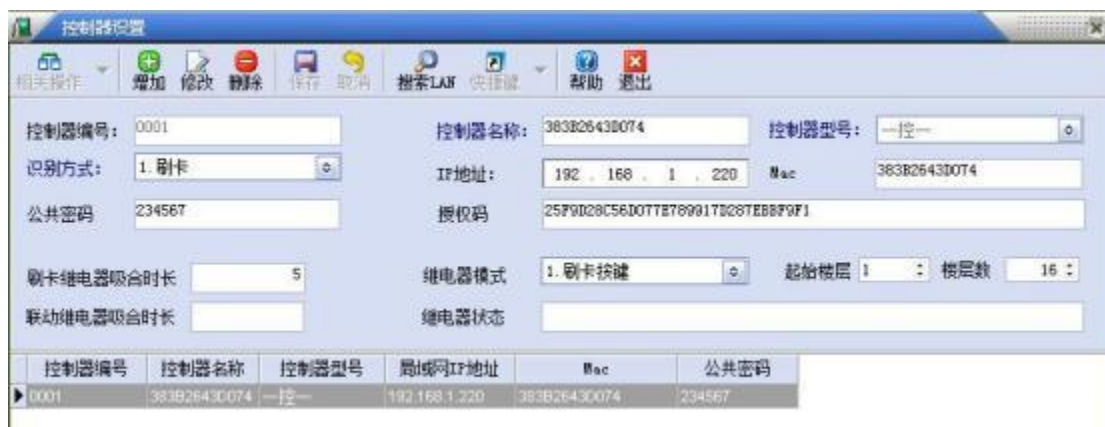 控制器设置
相关操作 增加 修改 删除 保存 取消 搜索LAN 快捷键 帮助 退出
控制器编号: 0001 控制器名称: 383B2643D074 控制器型号: 一控一
识别方式: 1.刷卡 IP地址: 192 . 168 . 1 . 220 Mac 383B2643D074
公共密码 234567 授权码 25F9D28C56D077E789917D287EBBF9F1
刷卡继电器吸合时长 5 继电器模式 1.刷卡按键 起始楼层 1 楼层数 16
联动继电器吸合时长 继电器状态
控制器编号 控制器名称 控制器型号 局域网IP地址 Mac 公共密码
0001 383B2643D074 一控一 192.168.1.220 383B2643D074 234567